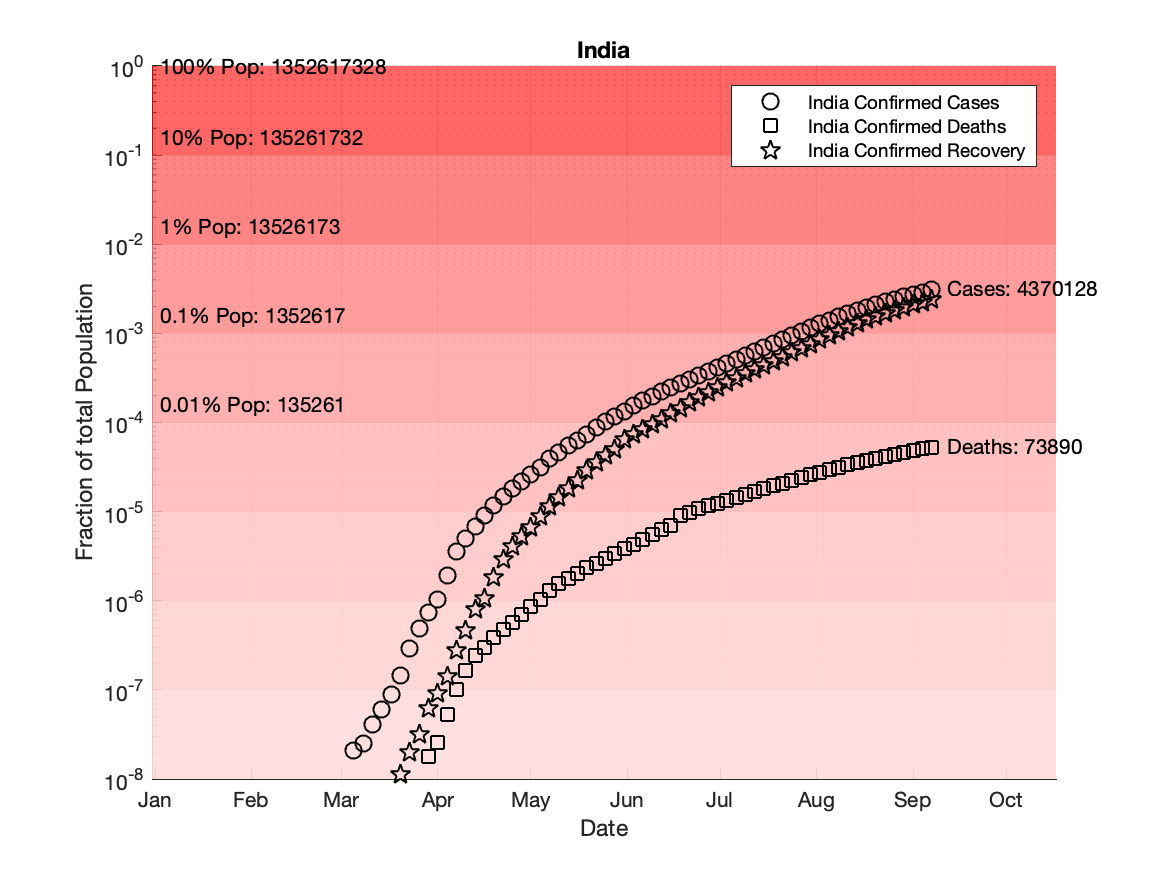 India
10^0
100% Pop: 1352617328
India Confirmed Cases
India Confirmed Deaths
India Confirmed Recovery
10% Pop: 135261732
10^-1
1% Pop: 13526173
10^-2
Cases: 4370128
0.1% Pop: 1352617
10^-3
0.01% Pop: 135261
10^-4
Deaths: 73890
10^-5
10^-6
10^-7
10^-8
Fraction of total Population
Jan Feb Mar Apr May Jun Jul Aug Sep Oct
Date